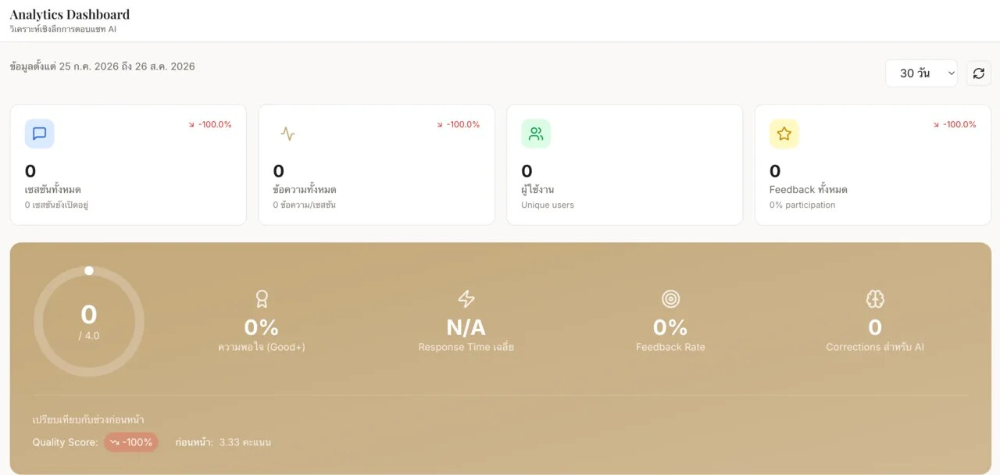 Analytics Dashboard
วิเคราะห์เชิงลึกการตอบแชท AI
ข้อมูลตั้งแต่ 25 ก.ค. 2026 ถึง 26 ส.ค. 2026
30 วัน
-100.0%
0
เซสชันทั้งหมด
0 เซสชันยังเปิดอยู่
-100.0%
0
ข้อความทั้งหมด
0 ข้อความ/เซสชัน
0
ผู้ใช้งาน
Unique users
-100.0%
0
Feedback ทั้งหมด
0% participation
0
/ 4.0
0%
ความพอใจ (Good+)
N/A
Response Time เฉลี่ย
0%
Feedback Rate
0
Corrections สำหรับ AI
เปรียบเทียบกับช่วงก่อนหน้า
Quality Score: -100% ก่อนหน้า: 3.33 คะแนน